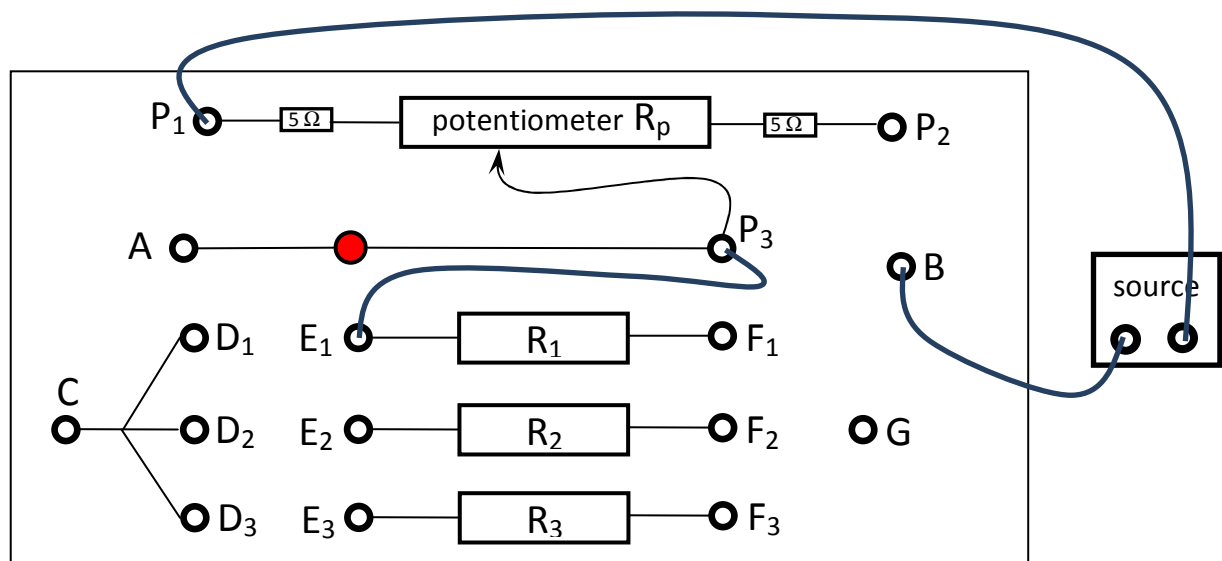 P₁ 5 Ω potentiometer Rₚ 5 Ω P₂
A P₃ B
source
D₁ E₁ R₁ F₁
C
D₂ E₂ R₂ F₂ G
D₃ E₃ R₃ F₃